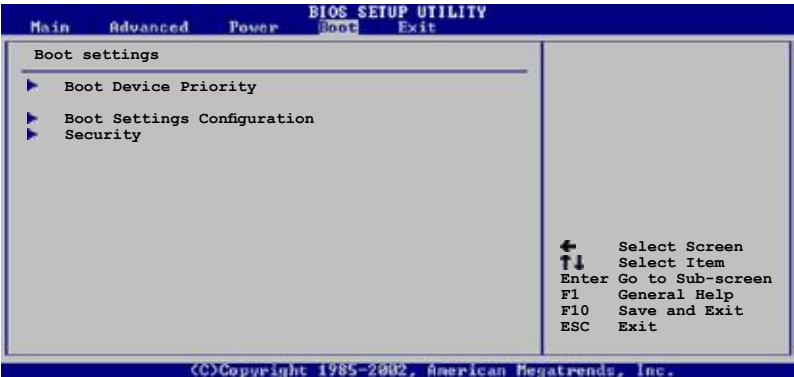 BIOS SETUP UTILITY
Main Advanced Power Boot Exit
Boot settings
Boot Device Priority
Boot Settings Configuration
Security
← Select Screen
↑↓ Select Item
Enter Go to Sub-screen
F1 General Help
F10 Save and Exit
ESC Exit
(C)Copyright 1985-2002, American Megatrends, Inc.